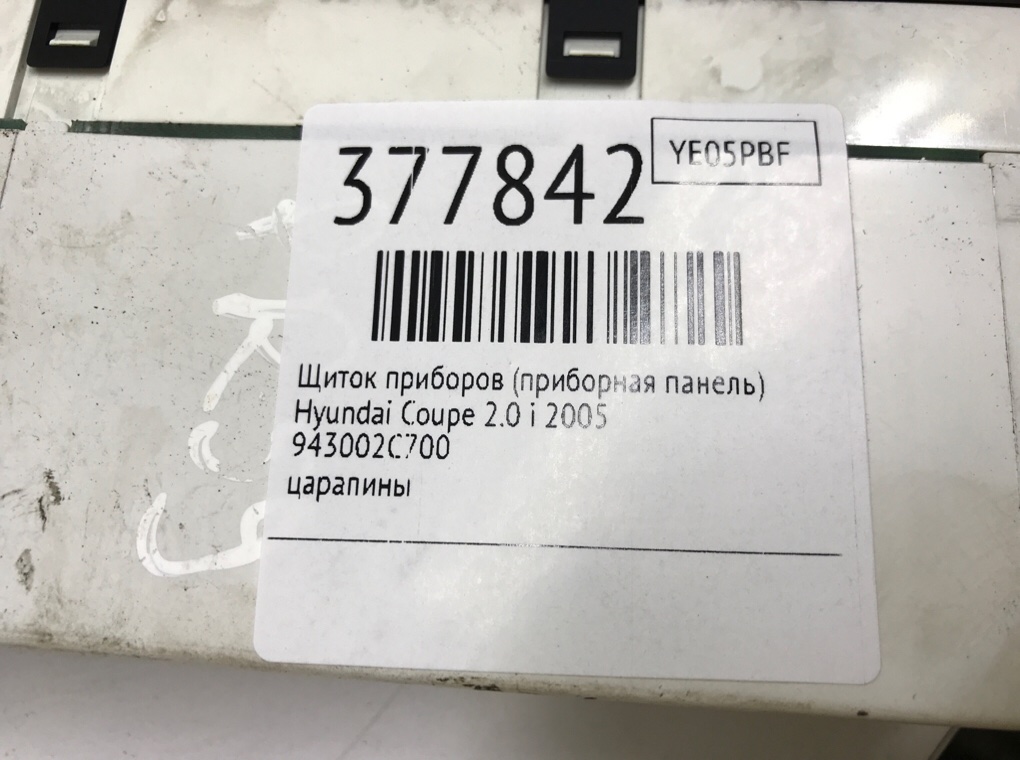 377842
YE05PBF
Щиток приборов (приборная панель)
Hyundai Coupe 2.0 i 2005
943002C700
царапины